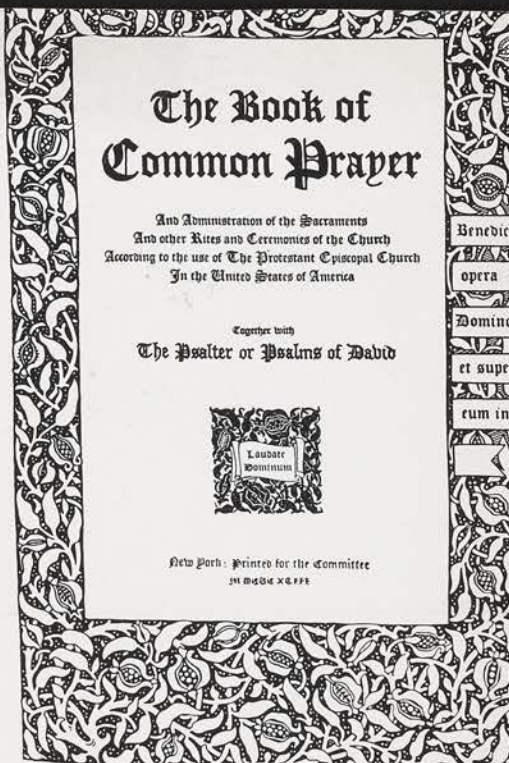 The Book of
Common Prayer
And Administration of the Sacraments
And other Rites and Ceremonies of the Church
According to the use of The Protestant Episcopal Church
In the United States of America
Together with
The Psalter or Psalms of David
Laudate
Dominum
New York: Printed for the Committee
Benedic
opera
Domino
et supe
eum in